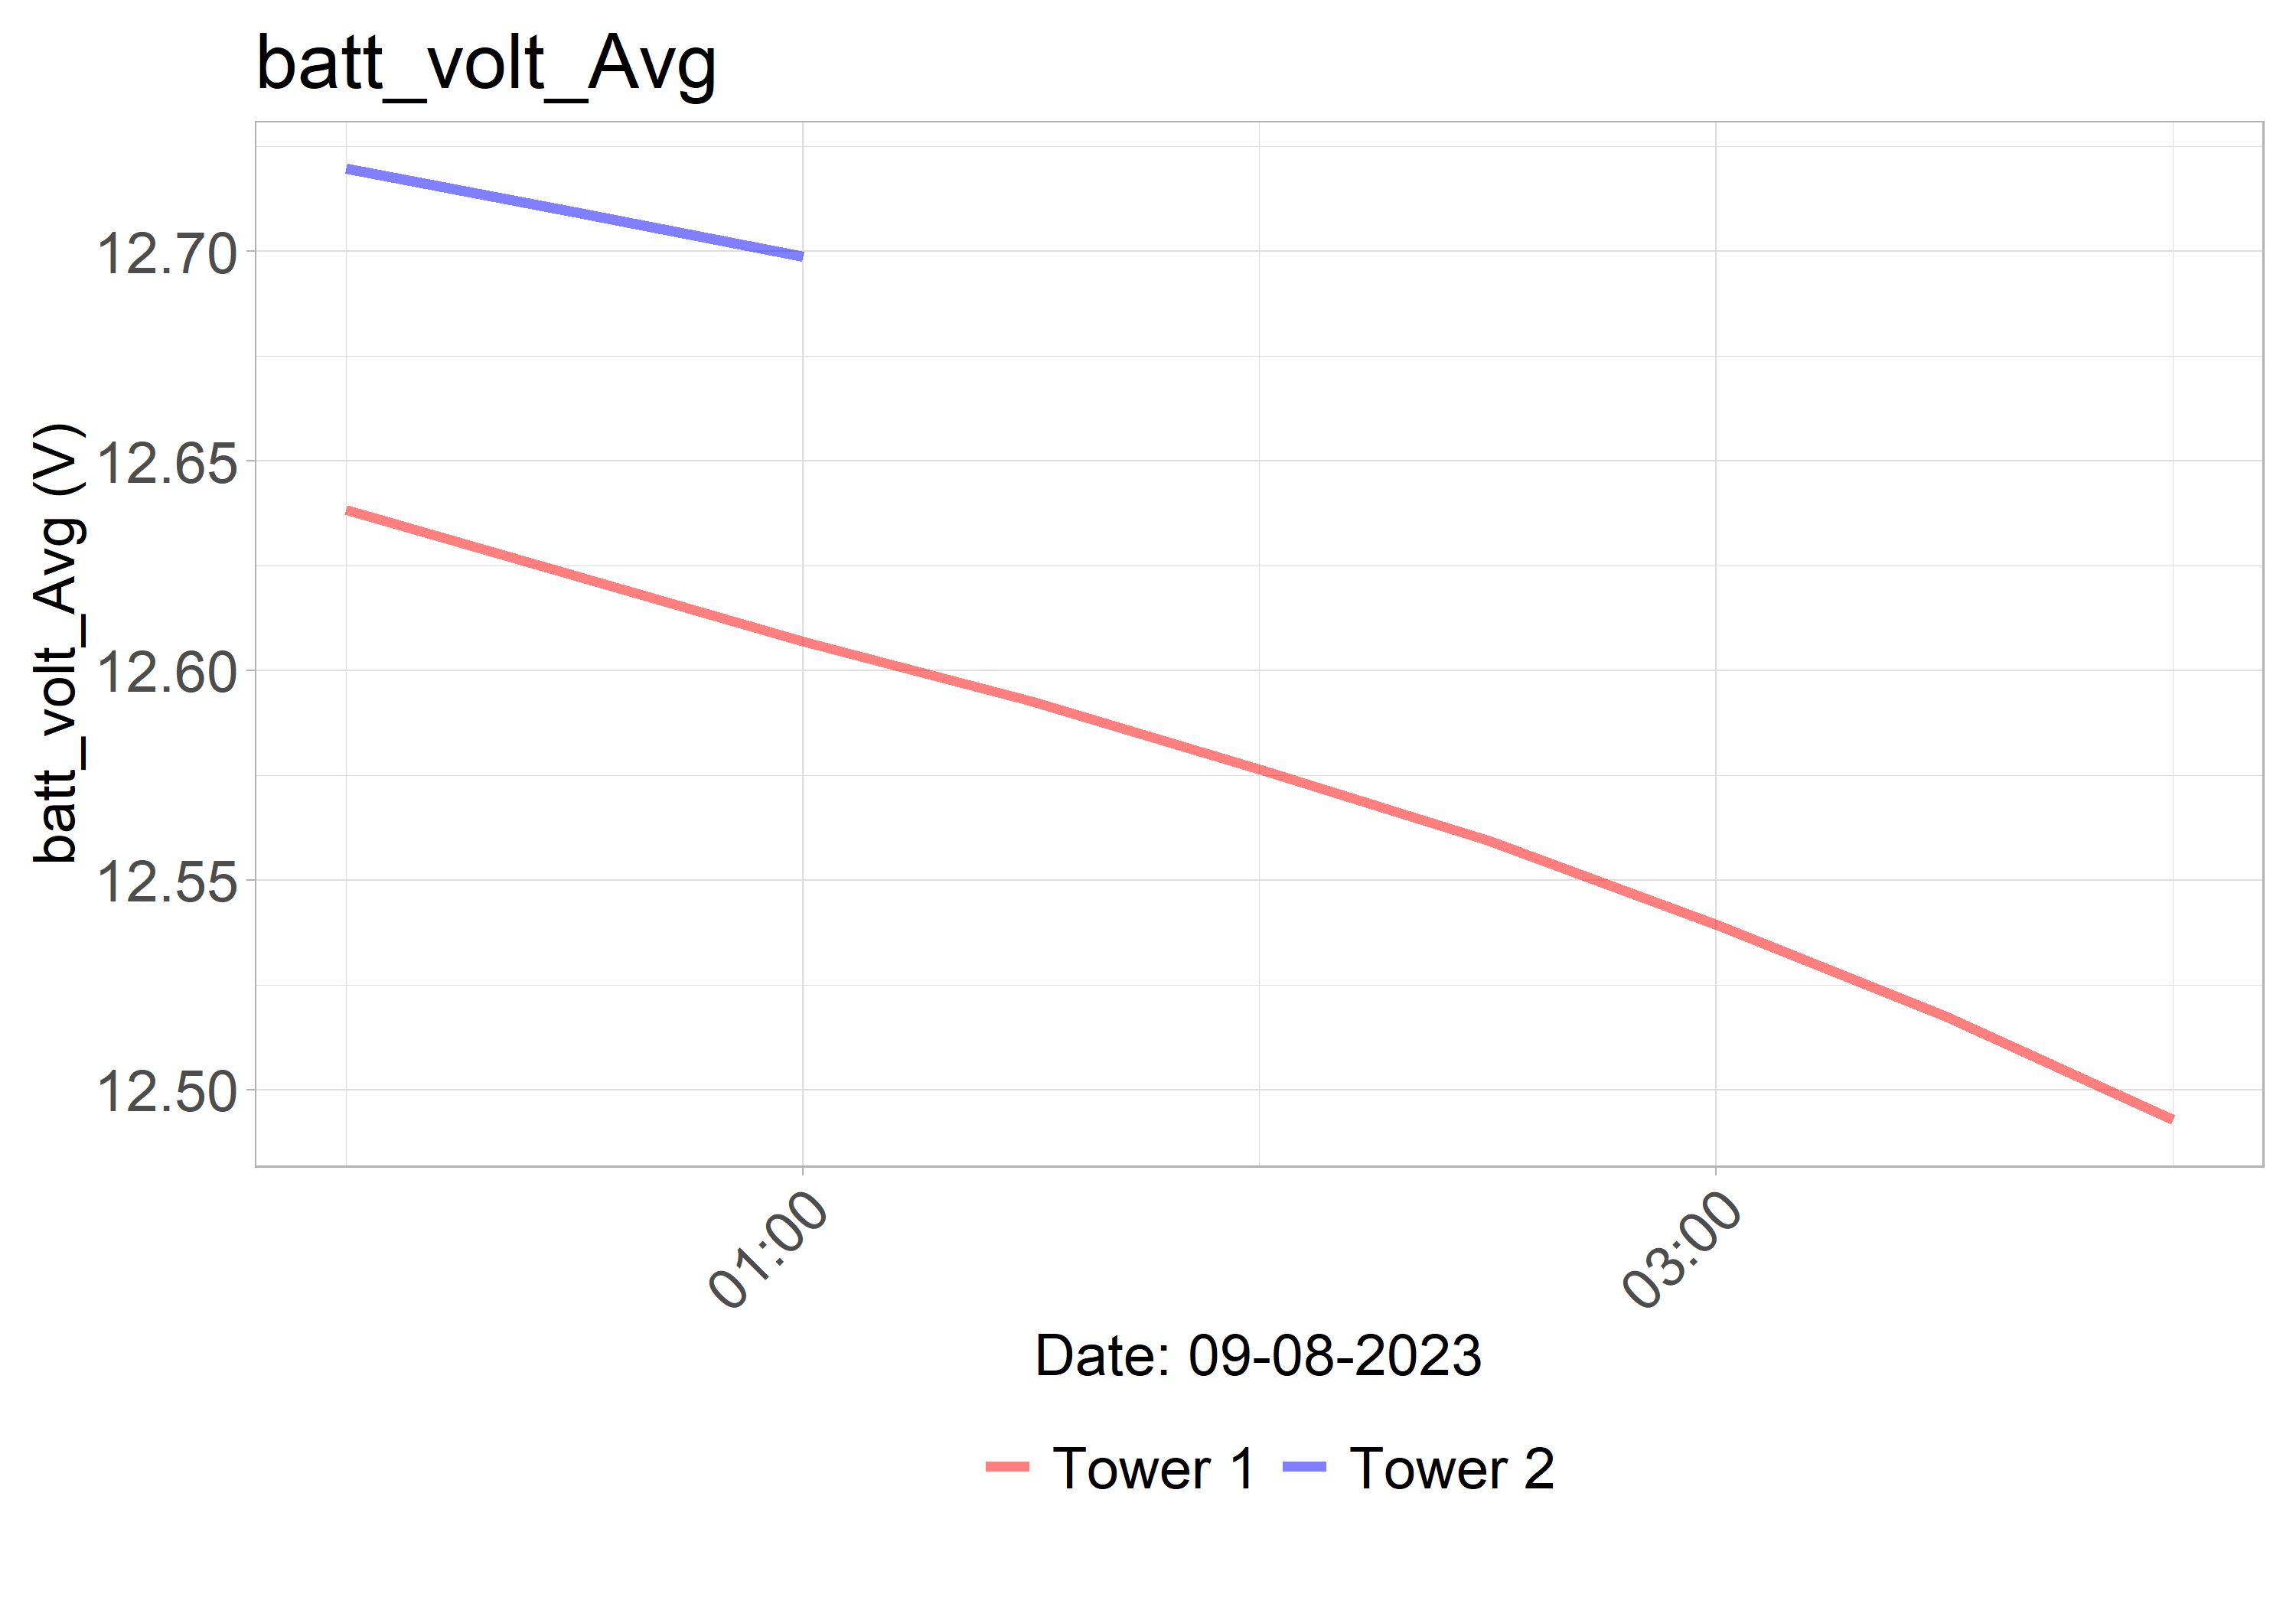 batt_volt_Avg
batt_volt_Avg (V)
12.70
12.65
12.60
12.55
12.50
01:00
03:00
Date: 09-08-2023
Tower 1
Tower 2